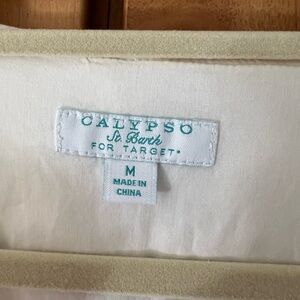 CALYPSO
St. Barth
FOR TARGET®
M
MADE IN
CHINA